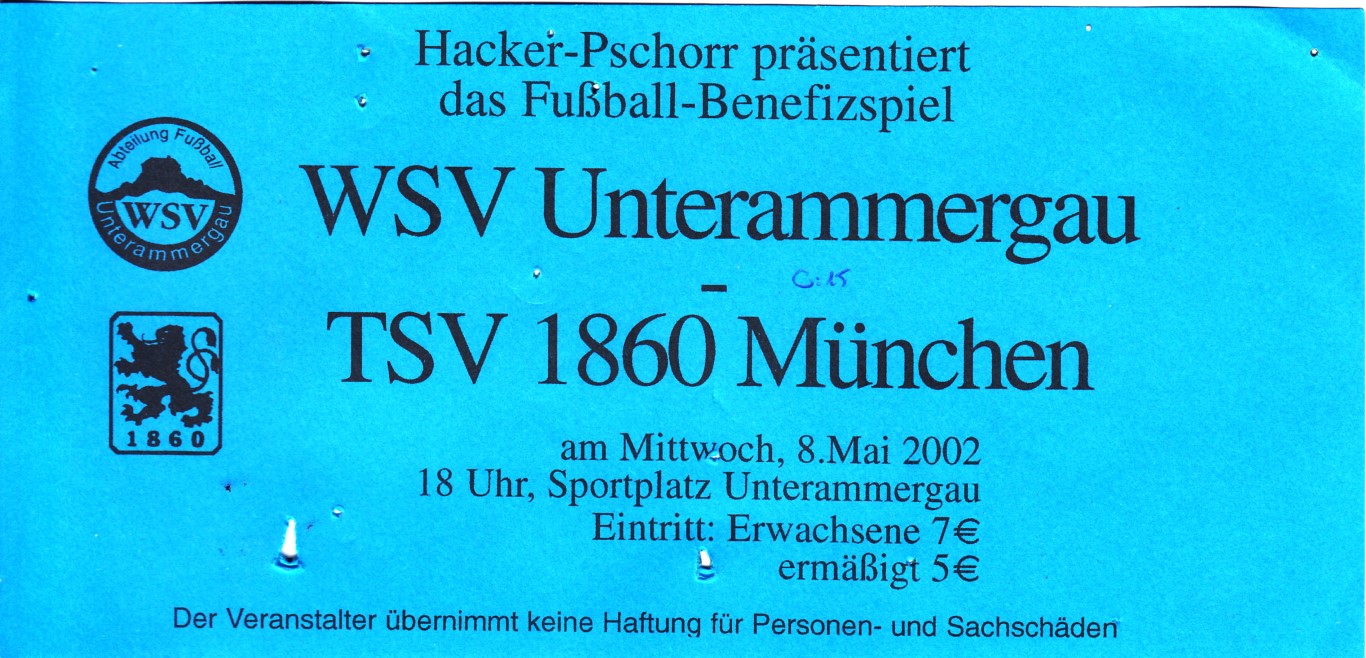 Hacker-Pschorr präsentiert
das Fußball-Benefizspiel
Abteilung Fußball
WSV
Unterammergau
WSV Unterammergau
-
0:15
TSV 1860 München
1860
am Mittwoch, 8.Mai 2002
18 Uhr, Sportplatz Unterammergau
Eintritt: Erwachsene 7€
ermäßigt 5€
Der Veranstalter übernimmt keine Haftung für Personen- und Sachschäden